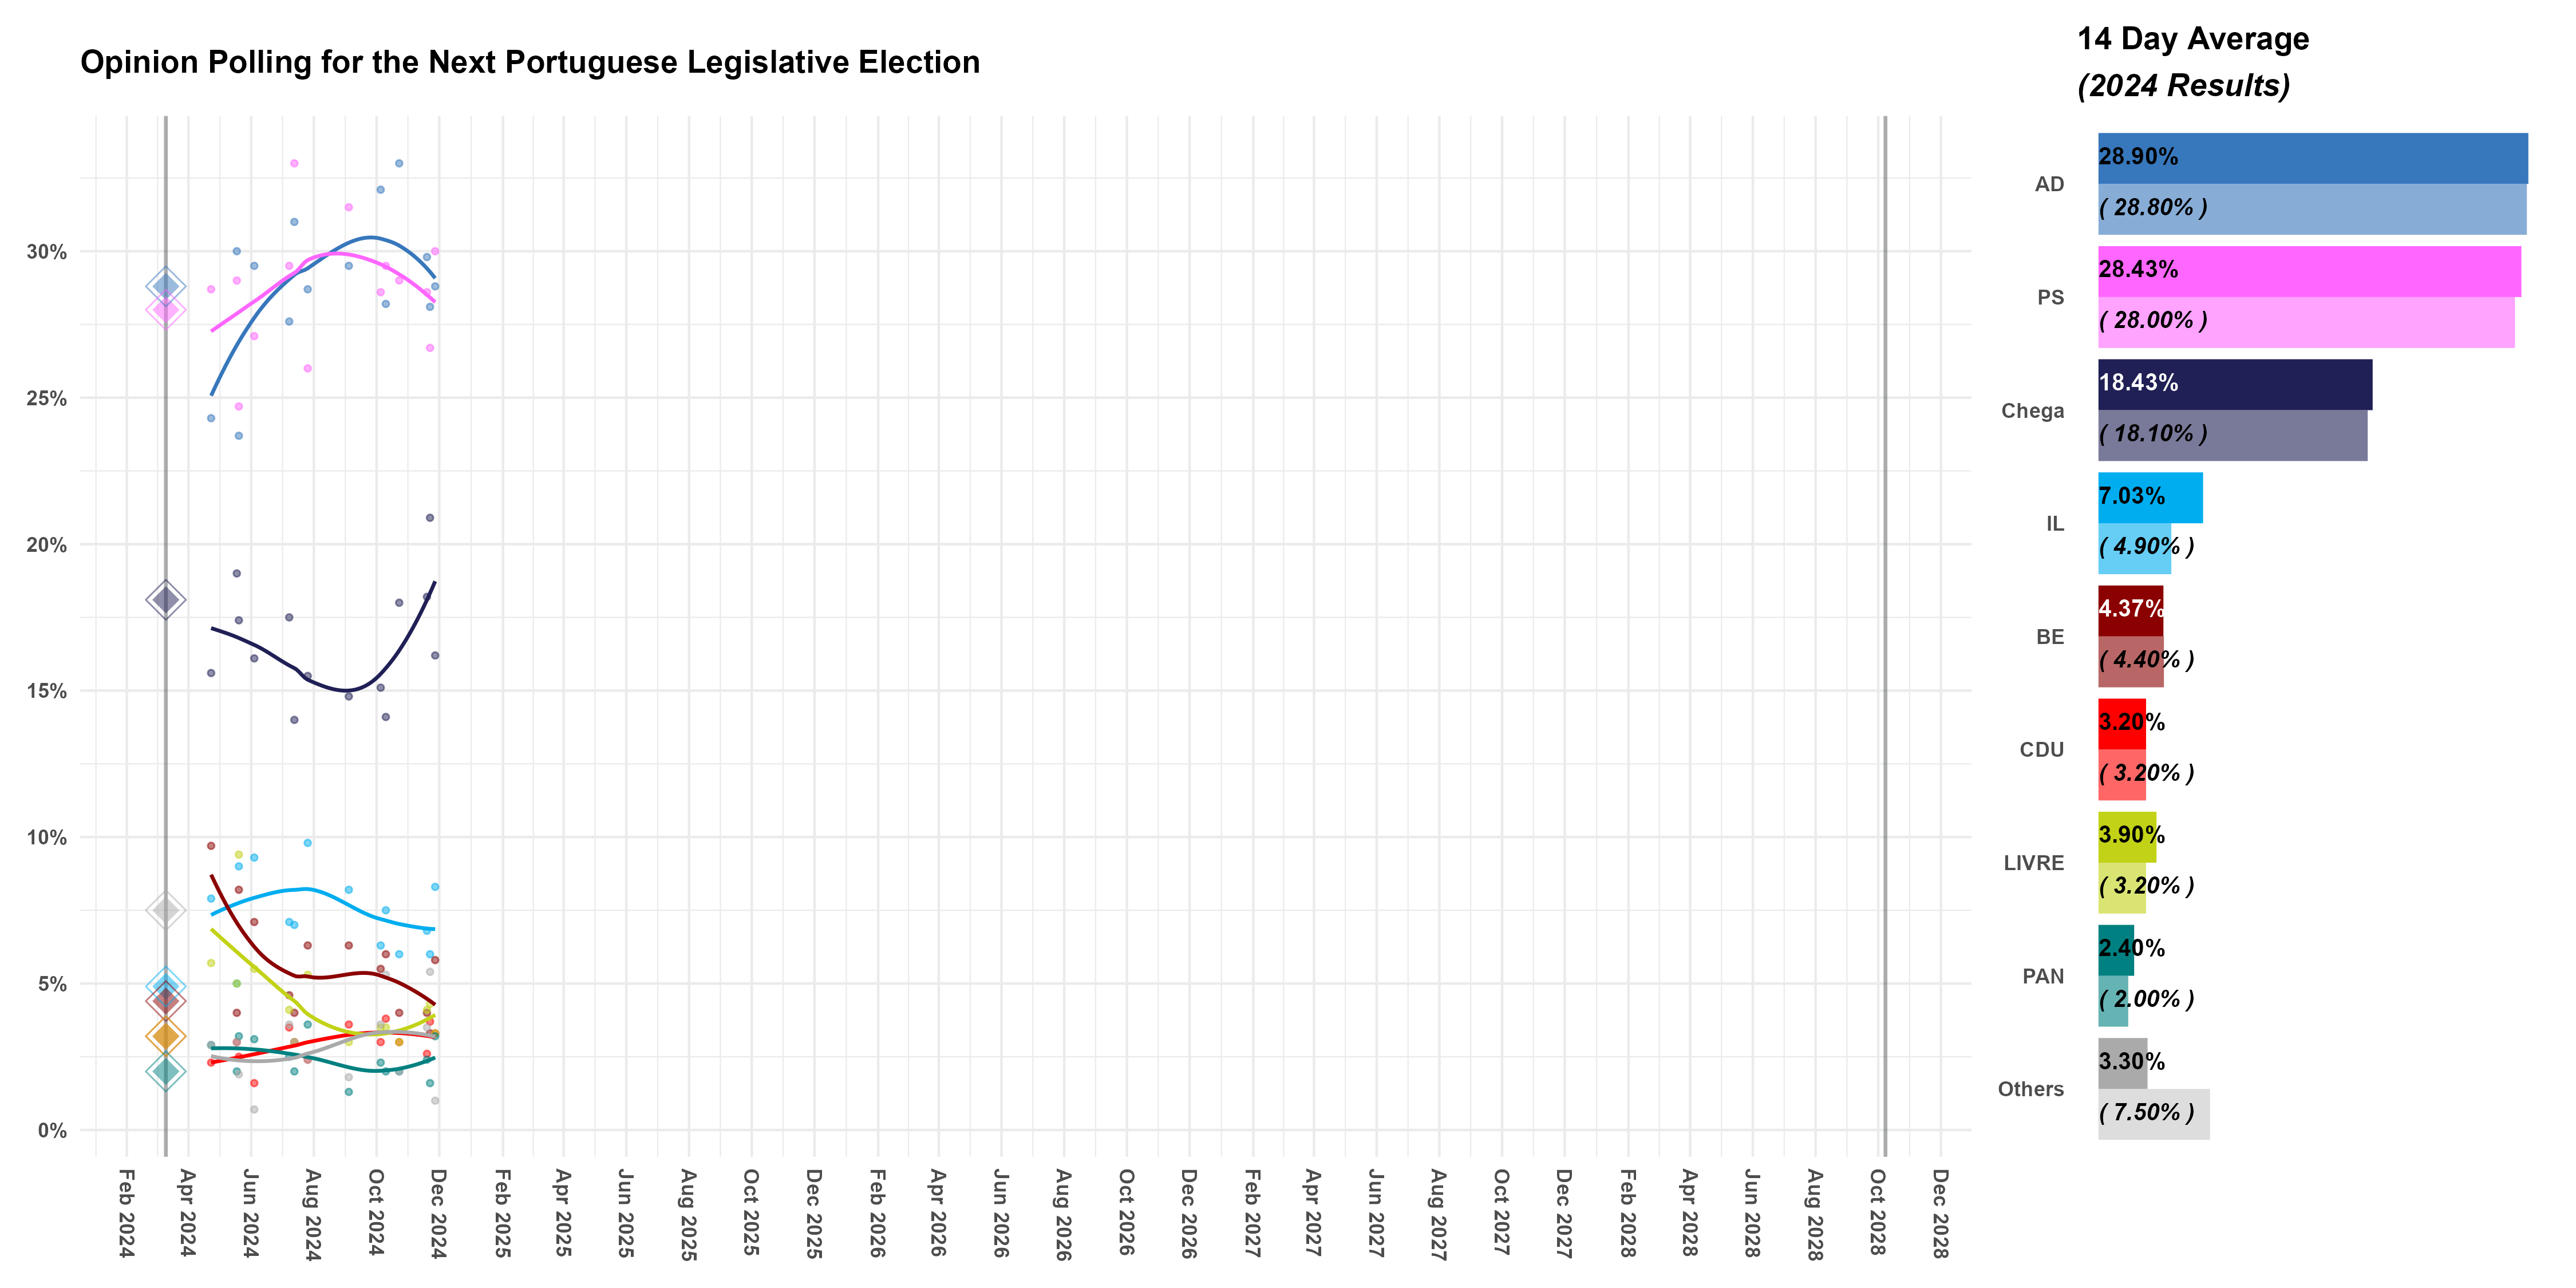 Opinion Polling for the Next Portuguese Legislative Election
14 Day Average
(2024 Results)
30%
25%
20%
15%
10%
5%
0%
Feb 2024
Apr 2024
Jun 2024
Aug 2024
Oct 2024
Dec 2024
Feb 2025
Apr 2025
Jun 2025
Aug 2025
Oct 2025
Dec 2025
Feb 2026
Apr 2026
Jun 2026
Aug 2026
Oct 2026
Dec 2026
Feb 2027
Apr 2027
Jun 2027
Aug 2027
Oct 2027
Dec 2027
Feb 2028
Apr 2028
Jun 2028
Aug 2028
Oct 2028
Dec 2028
AD
28.90%
( 28.80% )
PS
28.43%
( 28.00% )
Chega
18.43%
( 18.10% )
IL
7.03%
( 4.90% )
BE
4.37%
( 4.40% )
CDU
3.20%
( 3.20% )
LIVRE
3.90%
( 3.20% )
PAN
2.40%
( 2.00% )
Others
3.30%
( 7.50% )